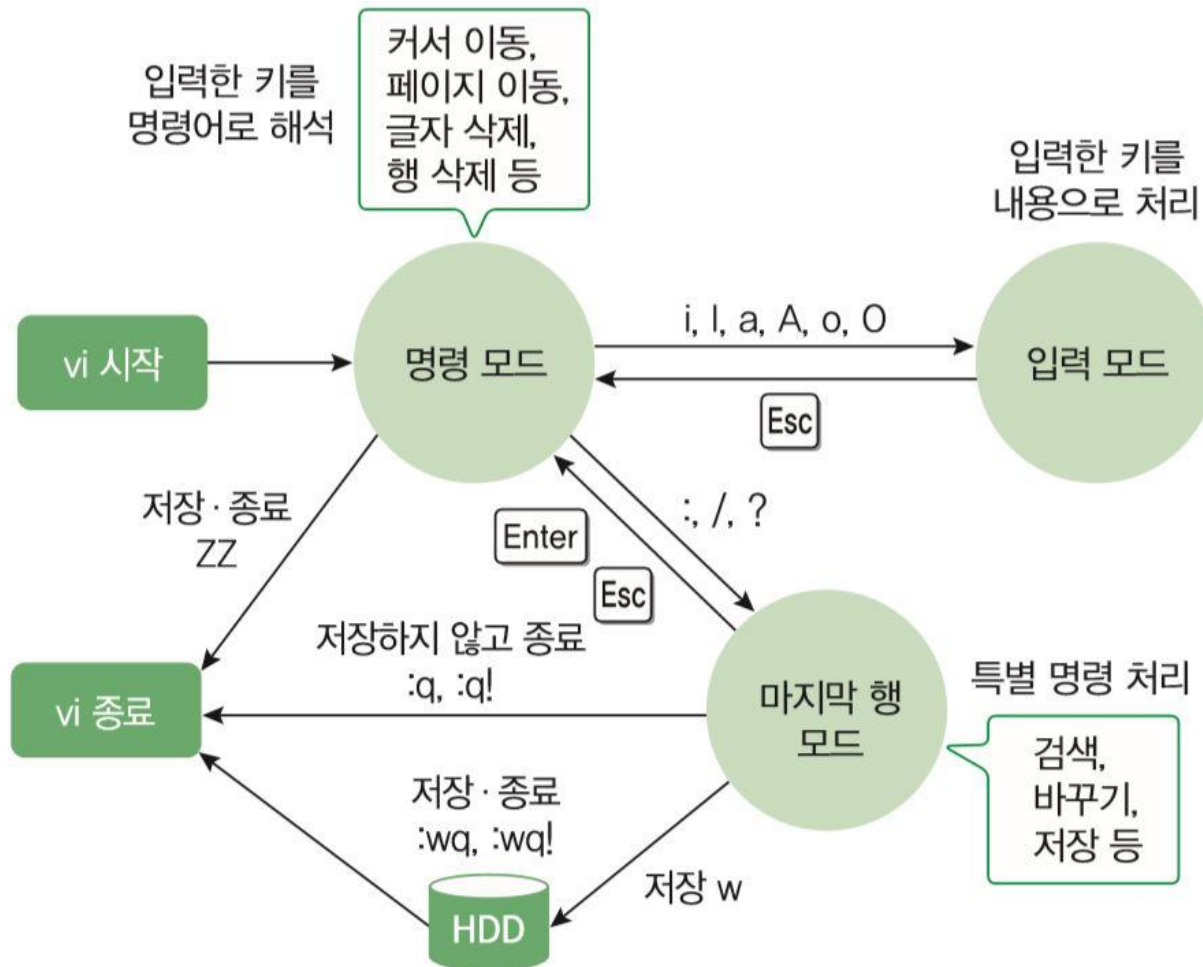 입력한 키를
명령어로 해석
커서 이동,
페이지 이동,
글자 삭제,
행 삭제 등
입력한 키를
내용으로 처리
vi 시작
명령 모드
i, I, a, A, o, O
입력 모드
Esc
저장 · 종료
ZZ
:, /, ?
Enter
Esc
저장하지 않고 종료
:q, :q!
vi 종료
마지막 행
모드
특별 명령 처리
검색,
바꾸기,
저장 등
저장 · 종료
:wq, :wq!
저장 w
HDD